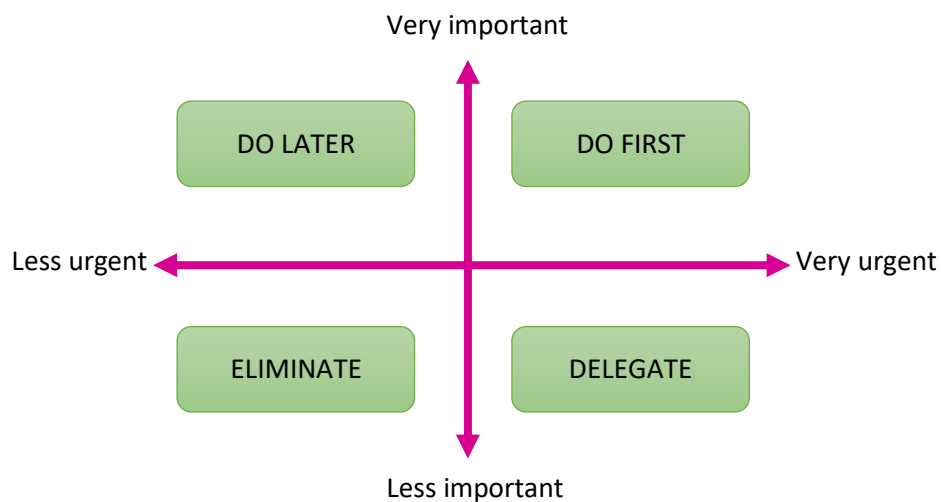 Very important
DO LATER
DO FIRST
Less urgent
Very urgent
ELIMINATE
DELEGATE
Less important